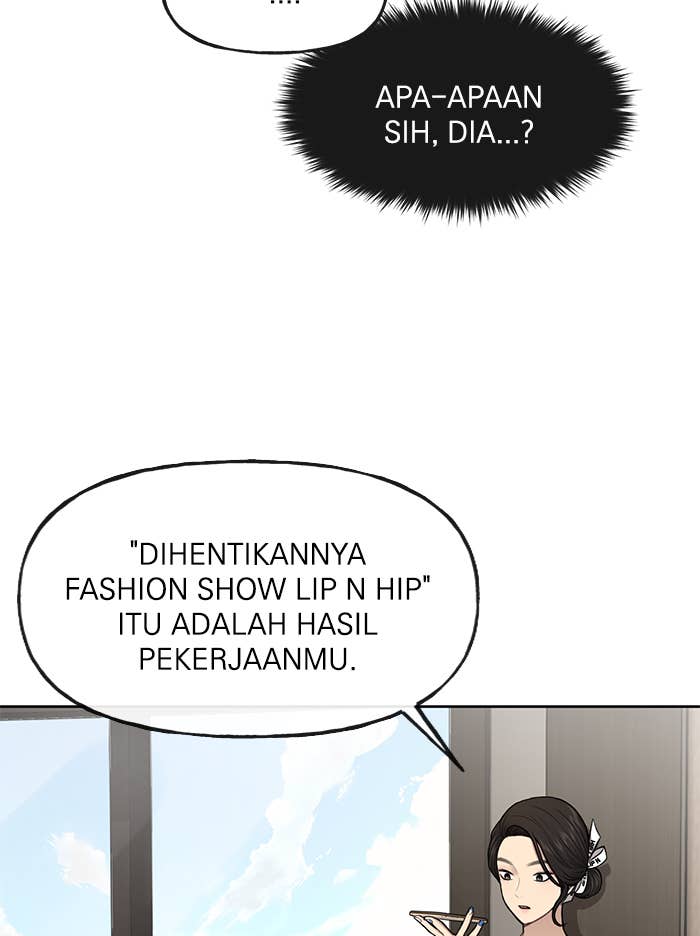 ....
APA-APAAN
SIH, DIA...?
"DIHENTIKANNYA
FASHION SHOW LIP N HIP"
ITU ADALAH HASIL
PEKERJAANMU.